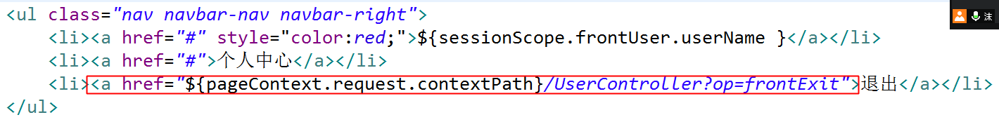 <ul class="nav navbar-nav navbar-right">
沫
<li><a href="#" style="color:red;">${sessionScope.frontUser.userName }</a></li>
<li><a href="#">个人中心</a></li>
<li><a href="${pageContext.request.contextPath}/UserController?op=frontExit">退出</a></li>
</ul>